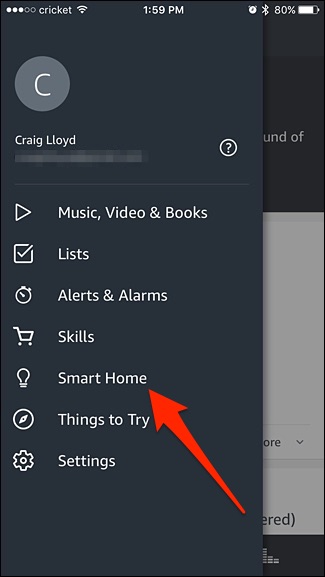 cricket 1:59 PM 80%
C
Craig Lloyd
?
und of
Music, Video & Books
Lists
Alerts & Alarms
Skills
Smart Home
Things to Try
ore
Settings
ered)